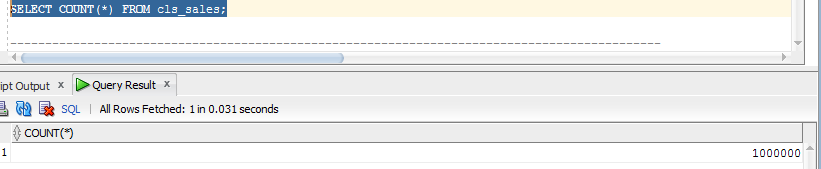 SELECT COUNT(*) FROM cls_sales;
ipt Output x Query Result x
SQL | All Rows Fetched: 1 in 0.031 seconds
COUNT(*)
1 1000000